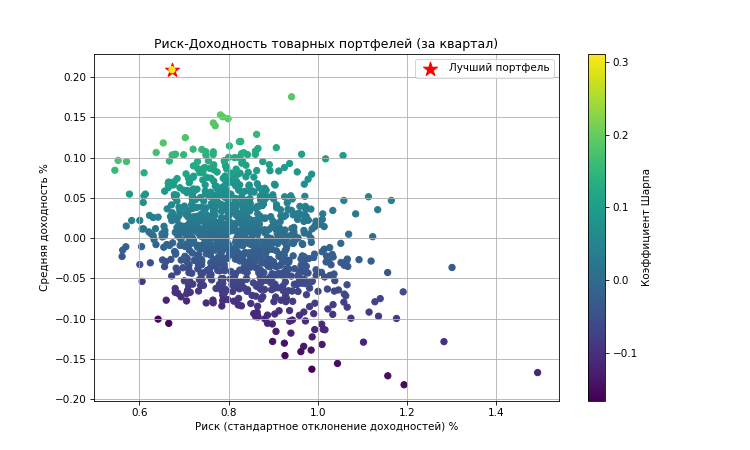 Риск-Доходность товарных портфелей (за квартал)
Лучший портфель
Средняя доходность %
0.20
0.15
0.10
0.05
0.00
−0.05
−0.10
−0.15
−0.20
0.6 0.8 1.0 1.2 1.4
Риск (стандартное отклонение доходностей) %
0.3
0.2
0.1
0.0
−0.1
Коэффициент Шарпа